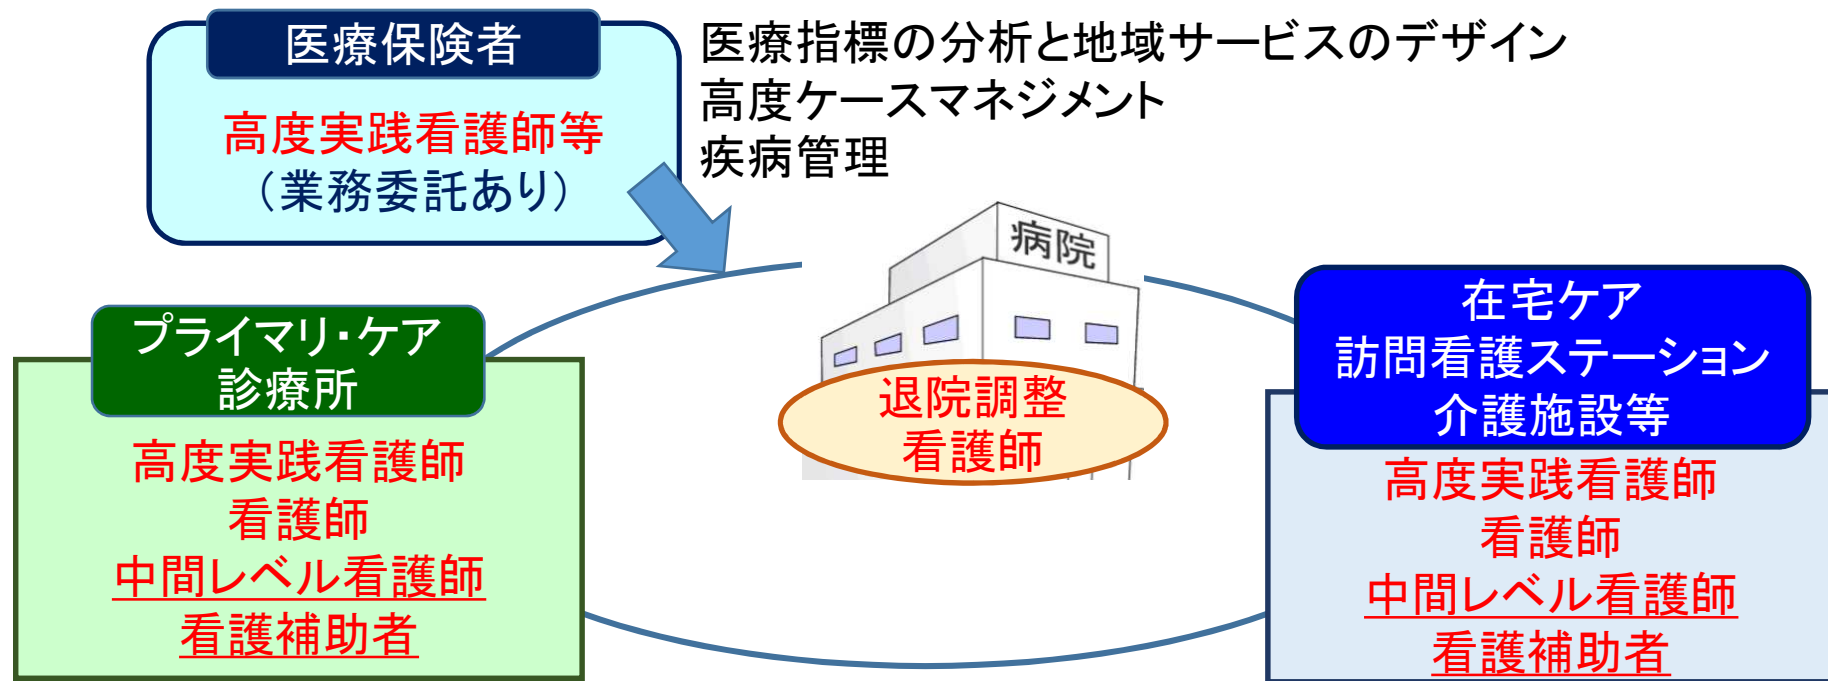 医療保険者
高度実践看護師等
（業務委託あり）
医療指標の分析と地域サービスのデザイン
高度ケースマネジメント
疾病管理
病院
退院調整
看護師
プライマリ・ケア
診療所
高度実践看護師
看護師
中間レベル看護師
看護補助者
在宅ケア
訪問看護ステーション
介護施設等
高度実践看護師
看護師
中間レベル看護師
看護補助者